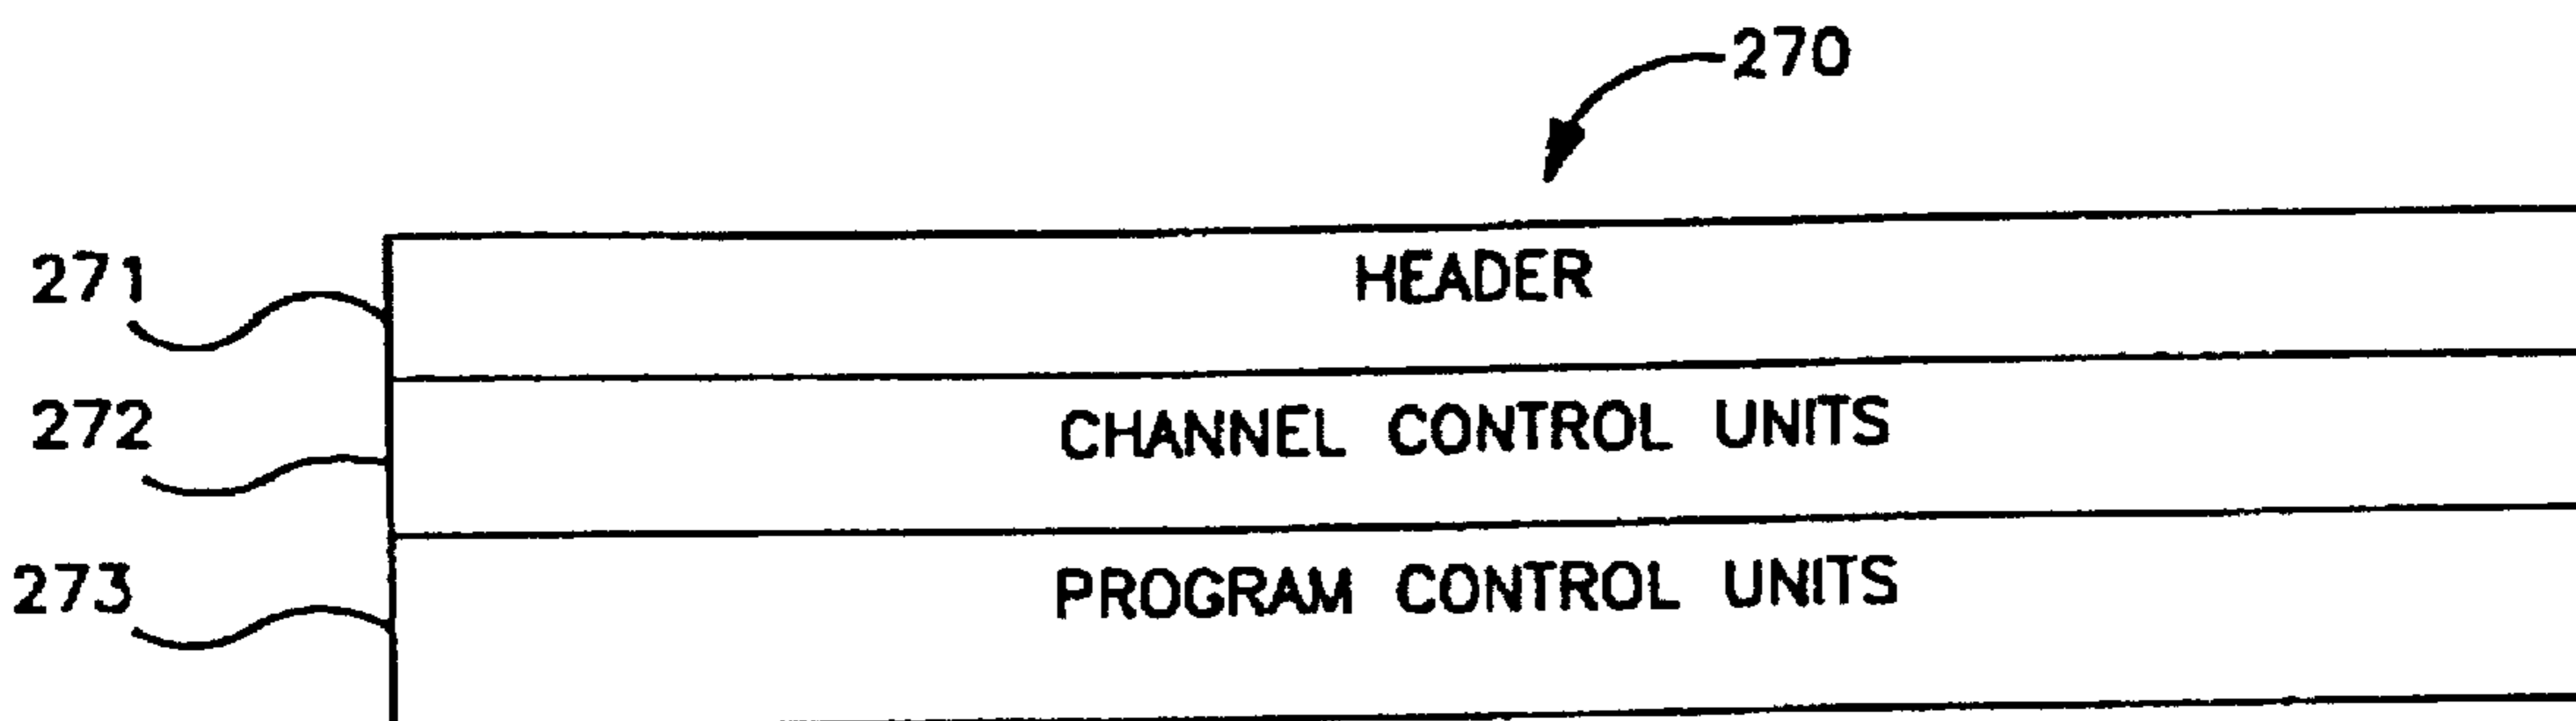 270
271 HEADER
272 CHANNEL CONTROL UNITS
273 PROGRAM CONTROL UNITS